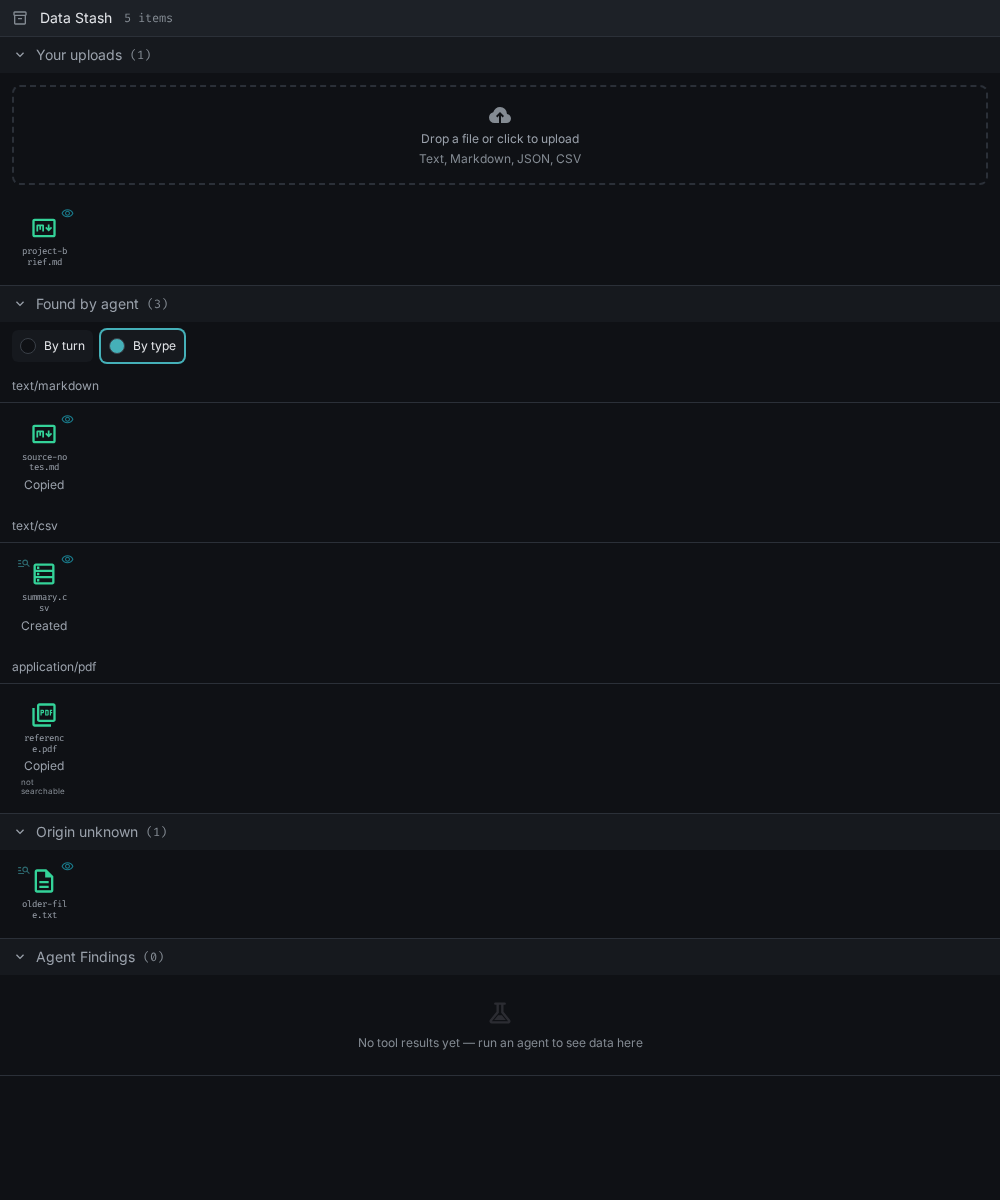 Data Stash 5 items
Your uploads (1)
Drop a file or click to upload
Text, Markdown, JSON, CSV
project-b
rief.md
Found by agent (3)
By turn By type
text/markdown
source-no
tes.md
Copied
text/csv
summary.c
sv
Created
application/pdf
PDF
referenc
e.pdf
Copied
not
searchable
Origin unknown (1)
older-fil
e.txt
Agent Findings (0)
No tool results yet — run an agent to see data here